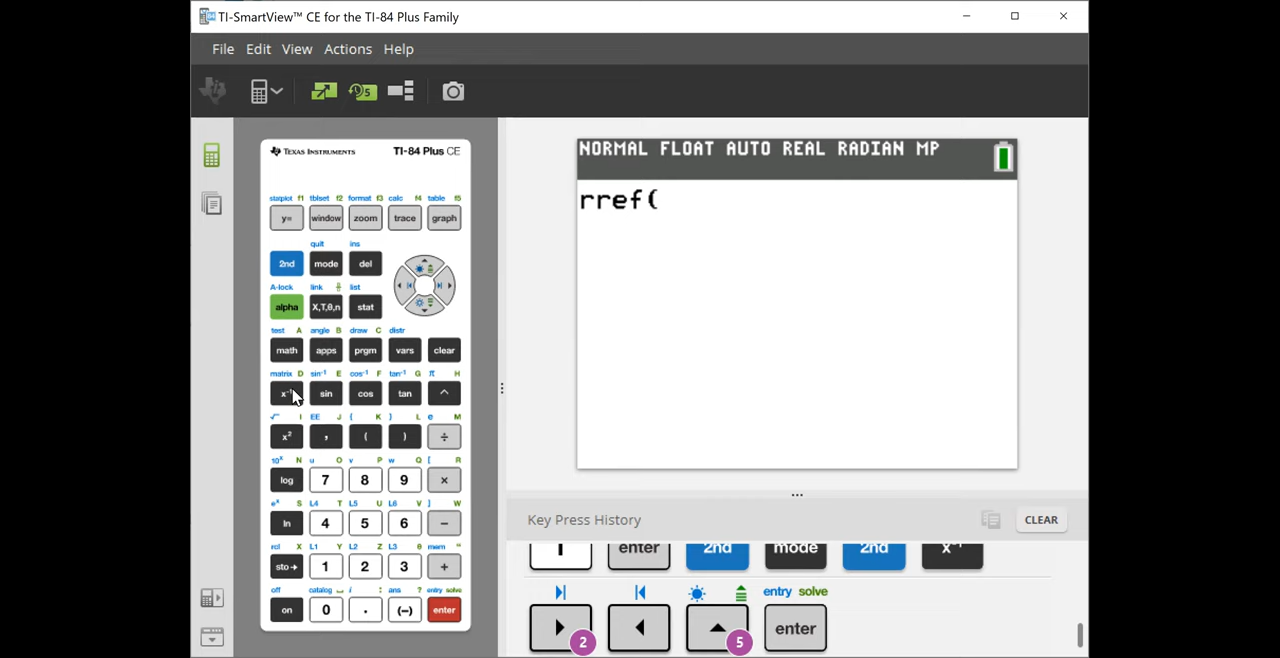 TI-SmartView™ CE for the TI-84 Plus Family
File Edit View Actions Help
5
TEXAS INSTRUMENTS TI-84 Plus CE
statplot f1 tblset f2 format f3 calc f4 table f5
y= window zoom trace graph
quit ins
2nd mode del
A-lock link list
alpha X,T,θ,n stat
test A angle B draw C distr
math apps prgm vars clear
matrix D sin⁻¹ E cos⁻¹ F tan⁻¹ G π H
x⁻¹ sin cos tan ^
√‾ I EE J { K } L e M
x² , ( ) ÷
10ˣ N u O v P w Q [ R
log 7 8 9 ×
eˣ S L4 T L5 U L6 V ] W
ln 4 5 6 −
rcl X L1 Y L2 Z L3 θ mem "
sto→ 1 2 3 +
off catalog ⎵ i : ans ? entry solve
on 0 . (−) enter
NORMAL FLOAT AUTO REAL RADIAN MP
rref(
Key Press History
CLEAR
1 enter 2nd mode 2nd x⁻¹
entry solve
2 5 enter